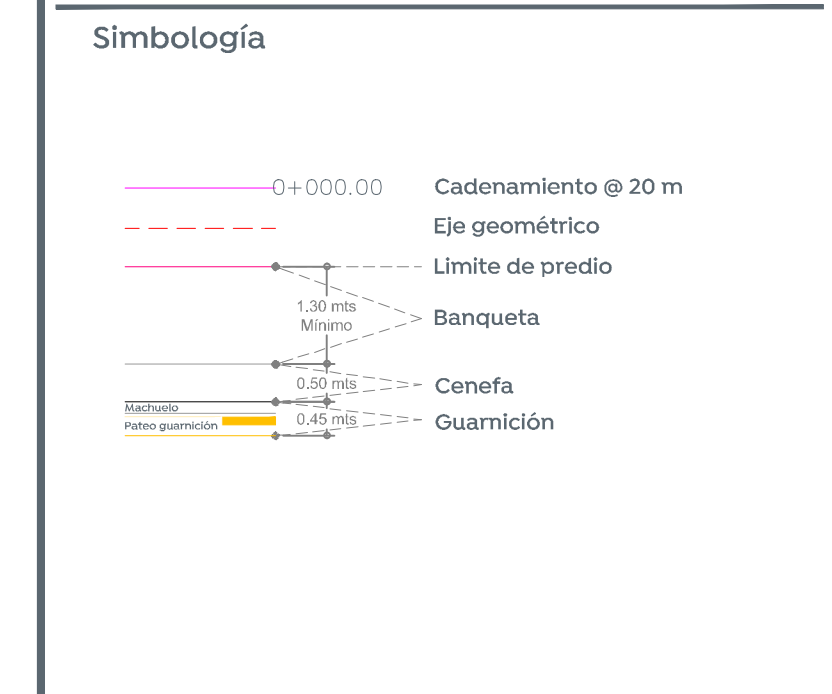 Simbología
0+000.00 Cadenamiento @ 20 m
Eje geométrico
Limite de predio
1.30 mts
Mínimo
Banqueta
0.50 mts
Cenefa
Machuelo
Pateo guarnición
0.45 mts
Guarnición